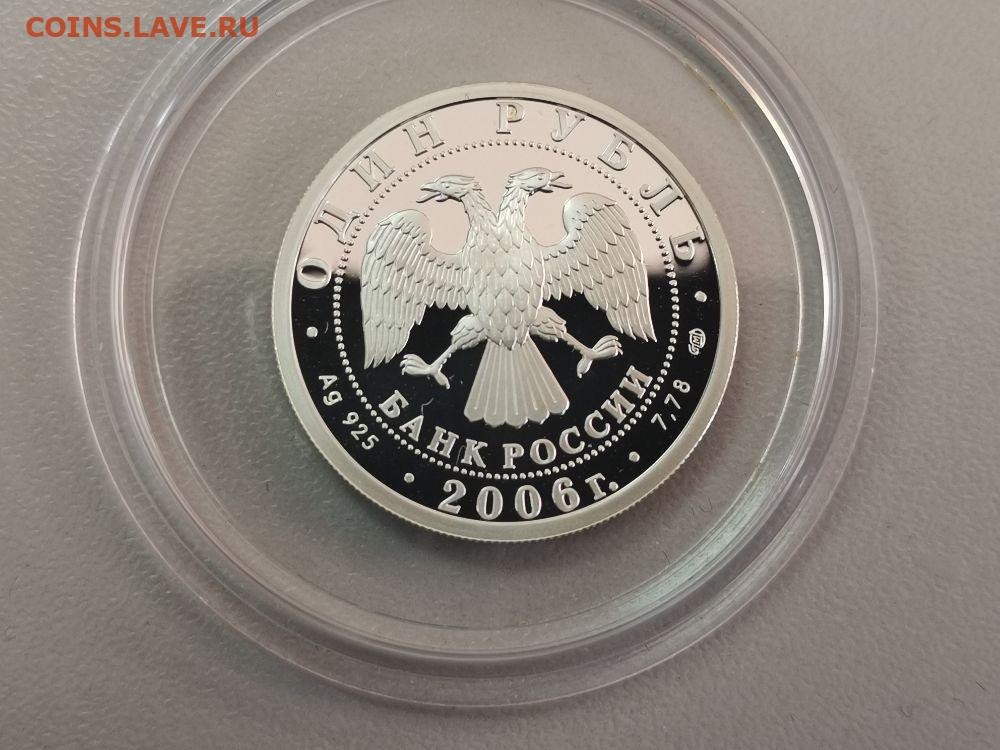 COINS.LAVE.RU
ОДИН РУБЛЬ
Ag 925
БАНК РОССИИ
7,78
2006 г.